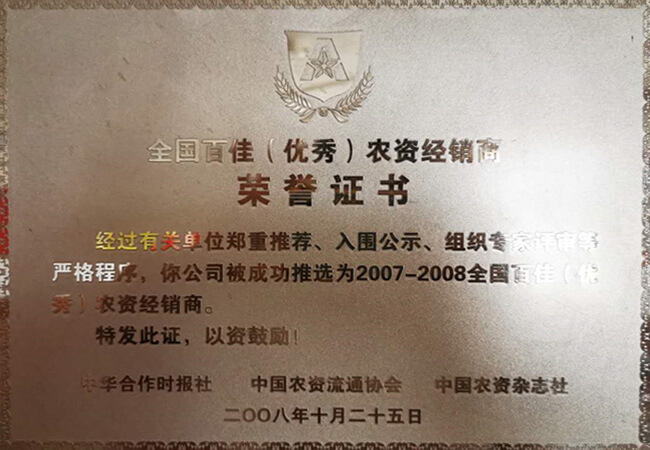 全国百佳（优秀）农资经销商
荣誉证书
经过有关单位郑重推荐、入围公示、组织专家评审等
严格程序，你公司被成功推选为2007-2008全国百佳（优
秀）农资经销商。
特发此证，以资鼓励！
中华合作时报社 中国农资流通协会 中国农资杂志社
二〇〇八年十月二十五日